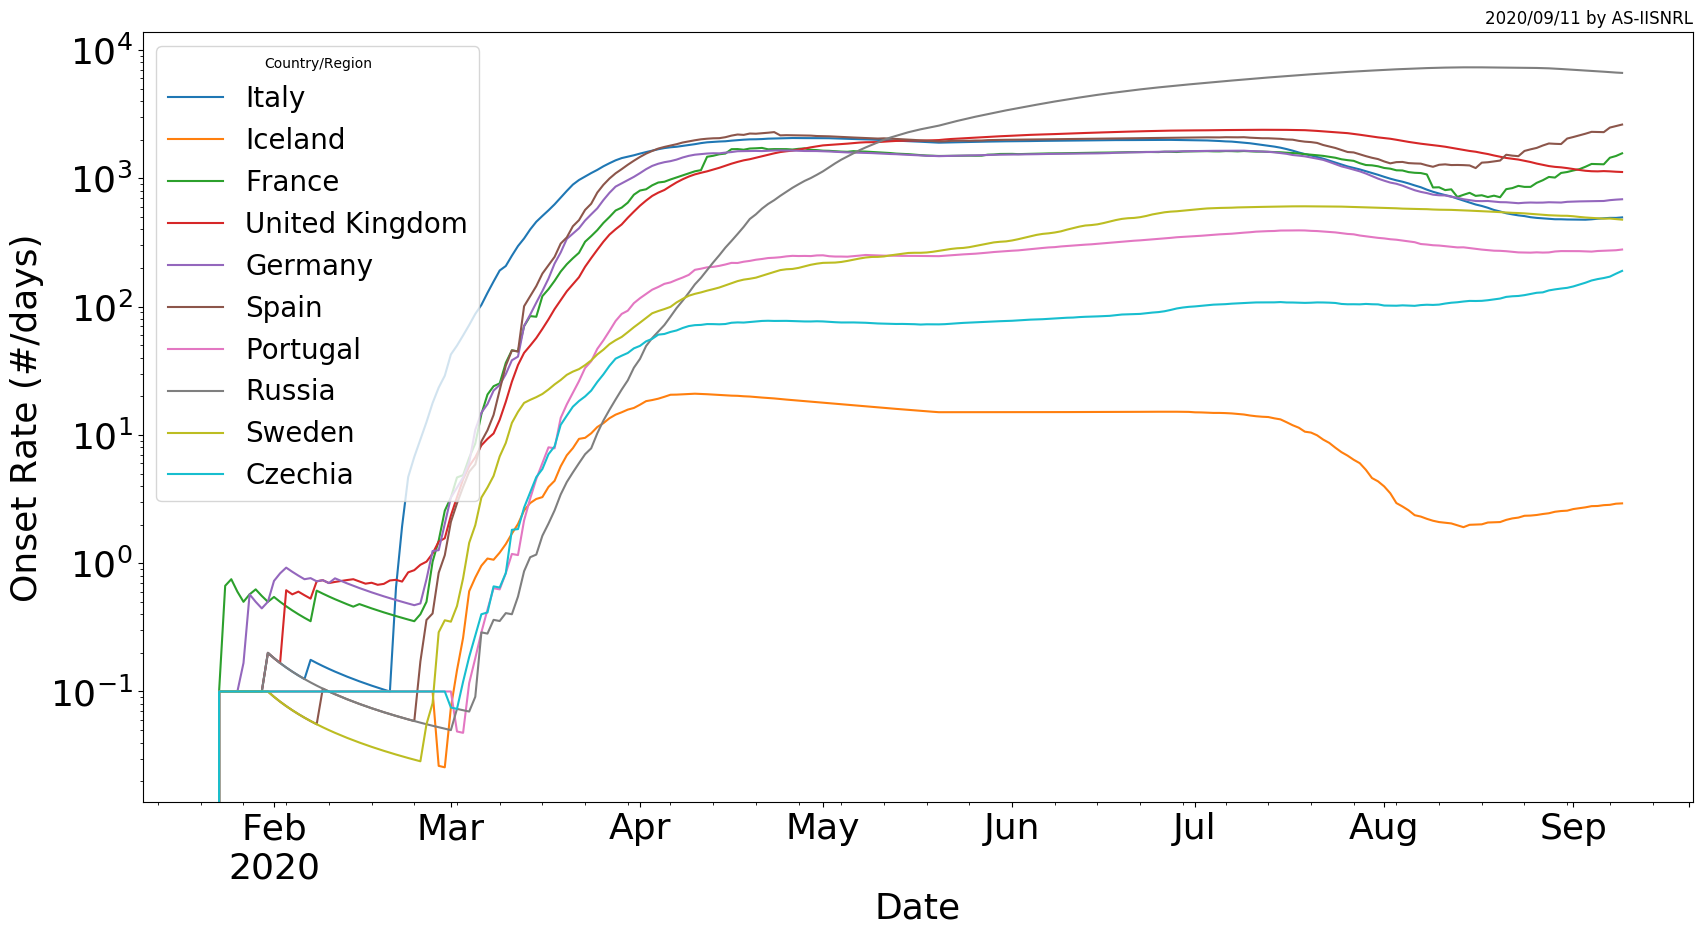 2020/09/11 by AS-IISNRL
10^4
10^3
10^2
10^1
10^0
10^−1
Onset Rate (#/days)
Country/Region
Italy
Iceland
France
United Kingdom
Germany
Spain
Portugal
Russia
Sweden
Czechia
Feb Mar Apr May Jun Jul Aug Sep
2020
Date